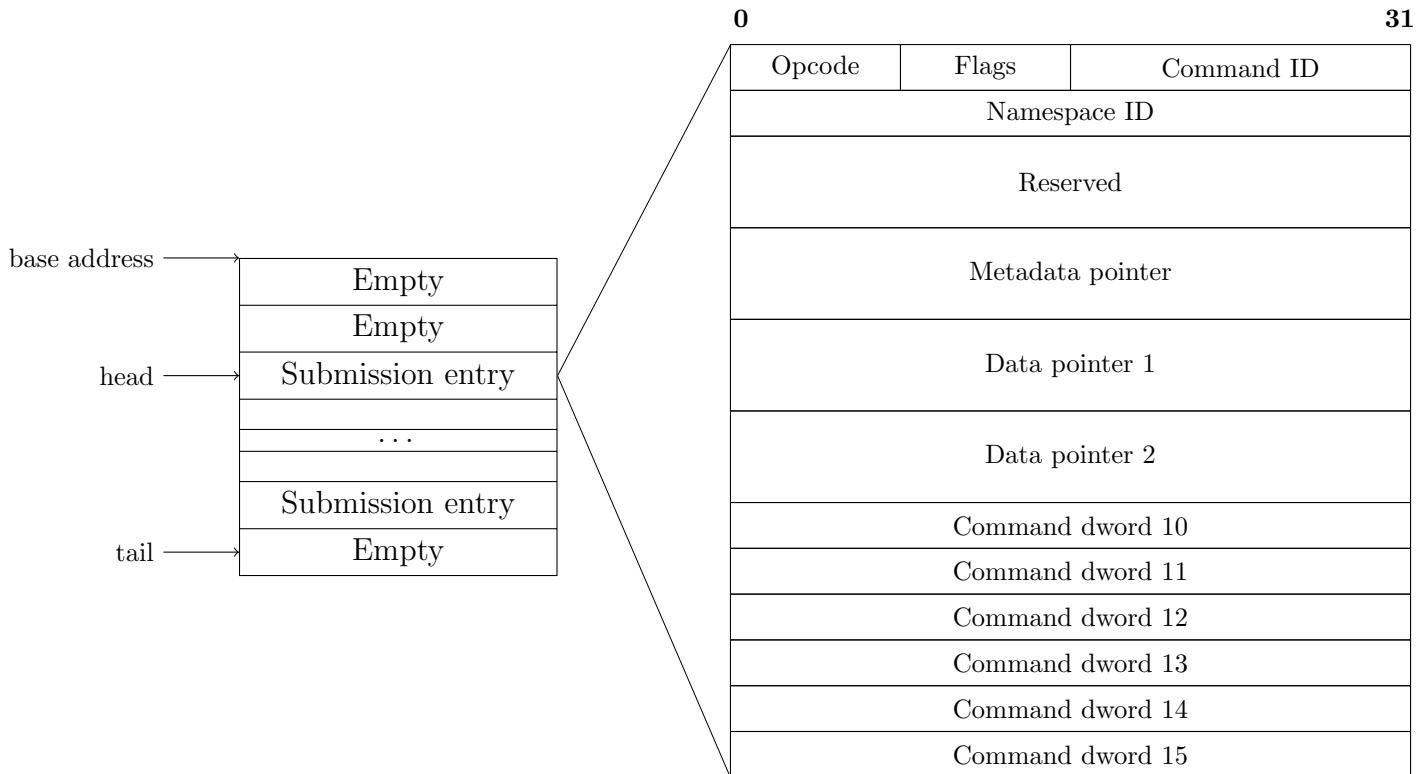 0 31
Opcode Flags Command ID
Namespace ID
Reserved
Metadata pointer
Data pointer 1
Data pointer 2
Command dword 10
Command dword 11
Command dword 12
Command dword 13
Command dword 14
Command dword 15
base address
Empty
Empty
head Submission entry
...
Submission entry
tail Empty